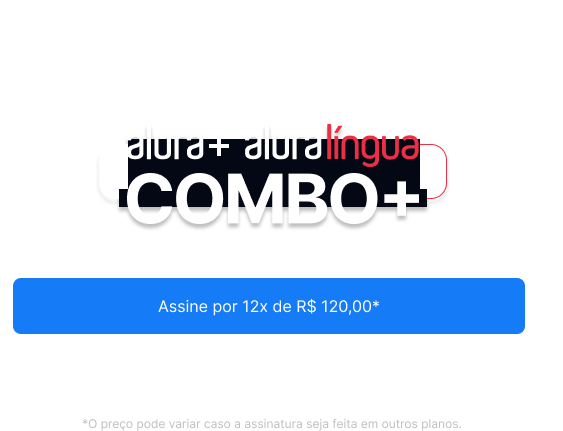 alura+ aluralíngua
COMBO+
Assine por 12x de R$ 120,00*
*O preço pode variar caso a assinatura seja feita em outros planos.